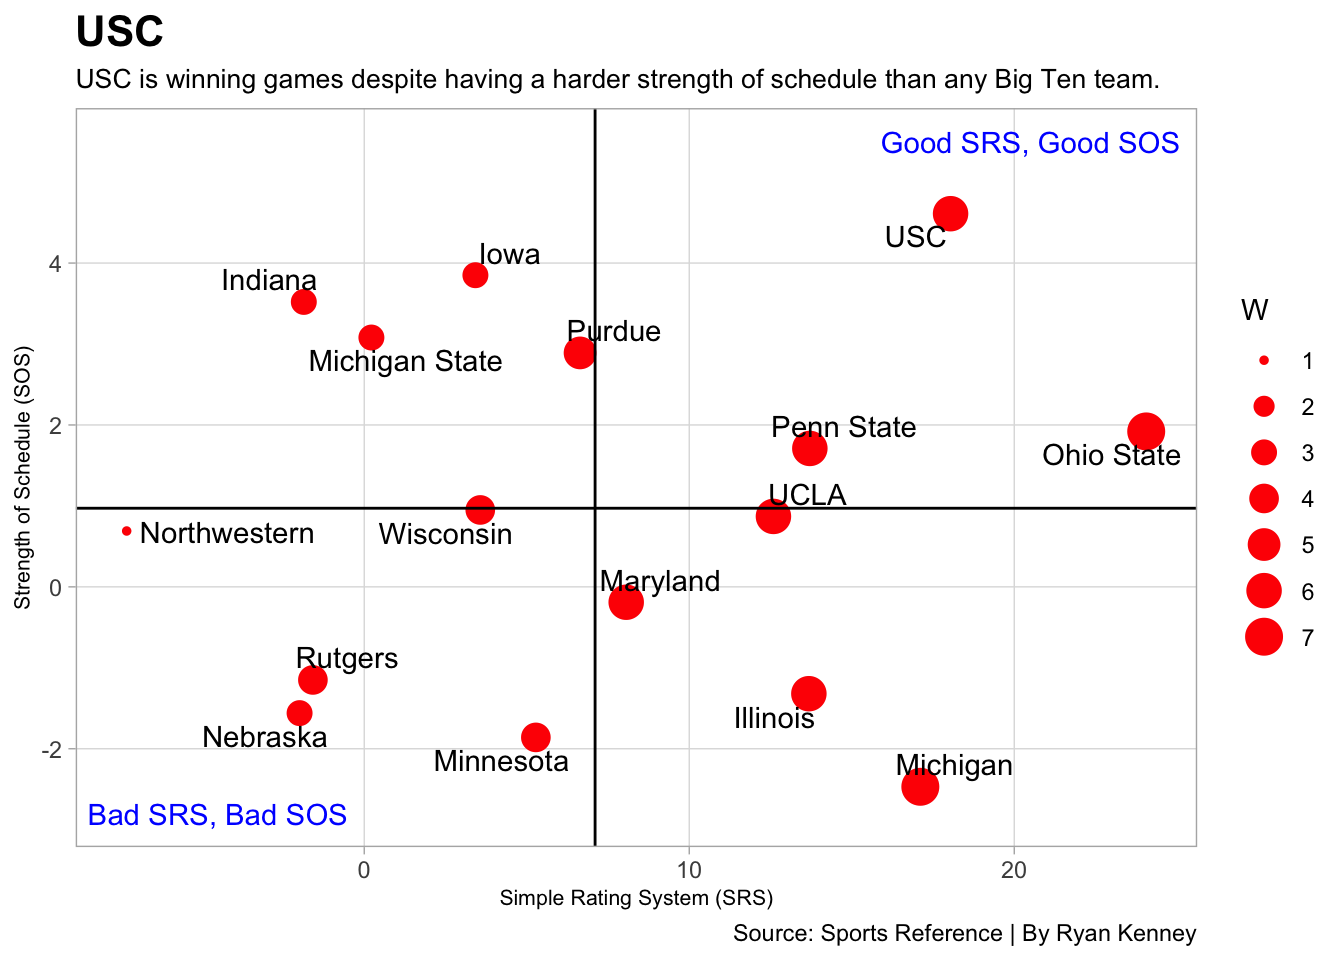 USC
USC is winning games despite having a harder strength of schedule than any Big Ten team.
Good SRS, Good SOS
USC
Iowa
4
Indiana
Purdue
Michigan State
W
1
2
3
4
5
6
7
Penn State
2
Ohio State
UCLA
Northwestern
Wisconsin
Strength of Schedule (SOS)
Maryland
0
Rutgers
Illinois
Nebraska
-2
Minnesota
Michigan
Bad SRS, Bad SOS
0
10
20
Simple Rating System (SRS)
Source: Sports Reference | By Ryan Kenney